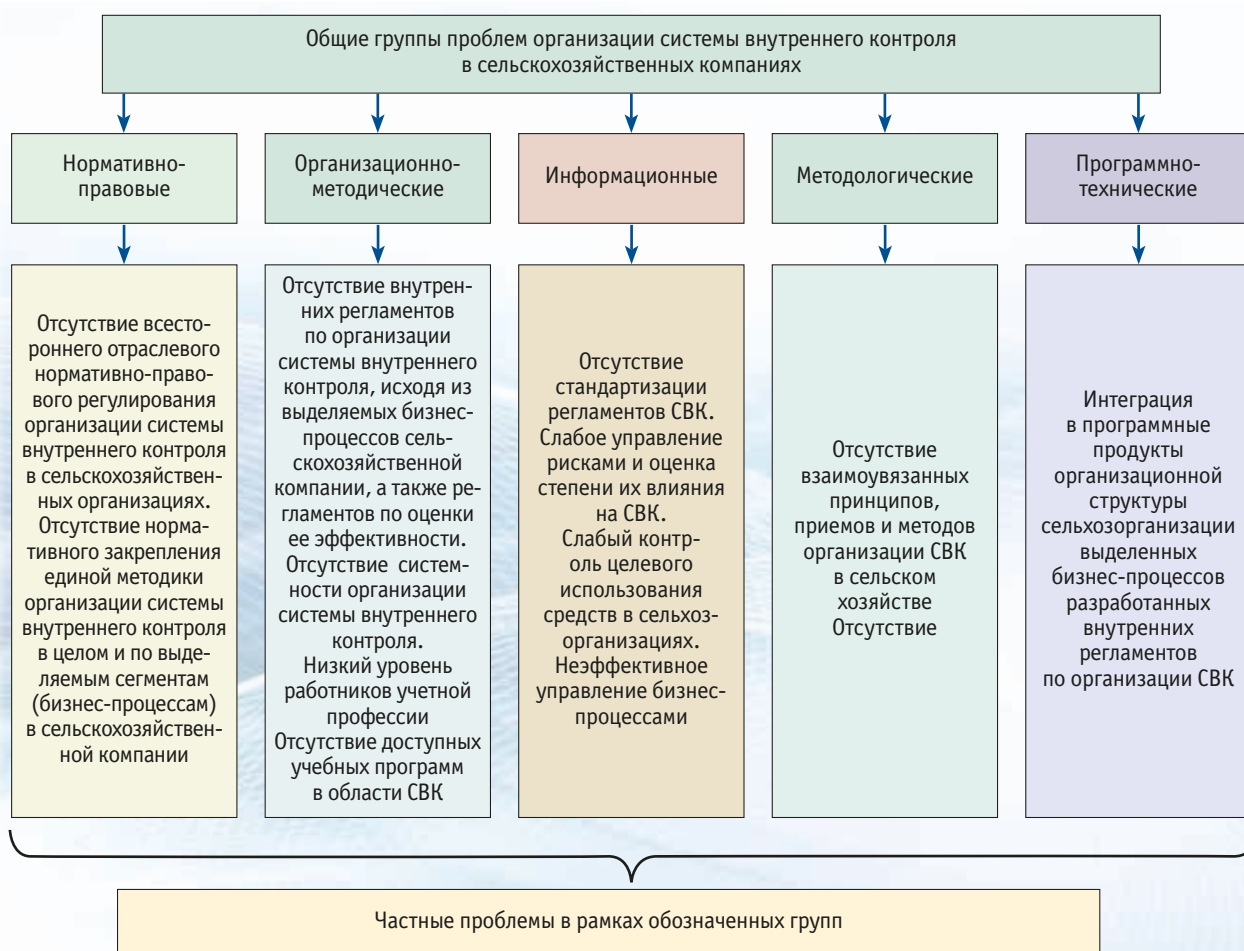 Общие группы проблем организации системы внутреннего контроля
в сельскохозяйственных компаниях
Нормативно-
правовые
Организационно-
методические
Информационные
Методологические
Программно-
технические
Отсутствие всесто-
роннего отраслевого
нормативно-право-
вого регулирования
организации системы
внутреннего контроля
в сельскохозяйствен-
ных организациях.
Отсутствие норма-
тивного закрепления
единой методики
организации системы
внутреннего контроля
в целом и по выде-
ляемым сегментам
(бизнес-процессам)
в сельскохозяйствен-
ной компании
Отсутствие внутрен-
них регламентов
по организации
системы внутреннего
контроля, исходя из
выделяемых бизнес-
процессов сель-
скохозяйственной
компании, а также ре-
гламентов по оценки
ее эффективности.
Отсутствие систем-
ности организации
системы внутреннего
контроля.
Низкий уровень
работников учетной
профессии
Отсутствие доступных
учебных программ
в области СВК
Отсутствие
стандартизации
регламентов СВК.
Слабое управление
рисками и оценка
степени их влияния
на СВК.
Слабый конт-
роль целевого
использования
средств в сельхоз-
организациях.
Неэффективное
управление бизнес-
процессами
Отсутствие
взаимоувязанных
принципов,
приемов и методов
организации СВК
в сельском
хозяйстве
Отсутствие
Интеграция
в программные
продукты
организационной
структуры
сельхозорганизации
выделенных
бизнес-процессов
разработанных
внутренних
регламентов
по организации СВК
Частные проблемы в рамках обозначенных групп